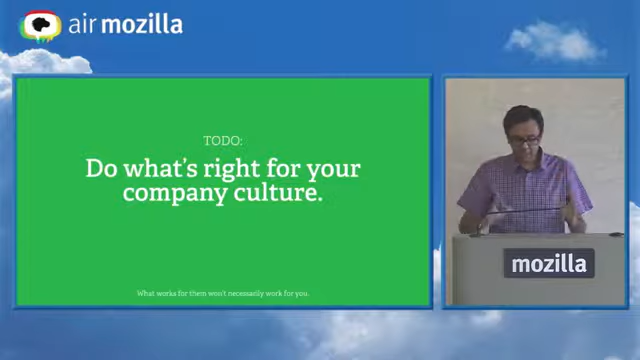 air mozilla
TODO:
Do what's right for your
company culture.
What works for them won't necessarily work for you.
mozilla